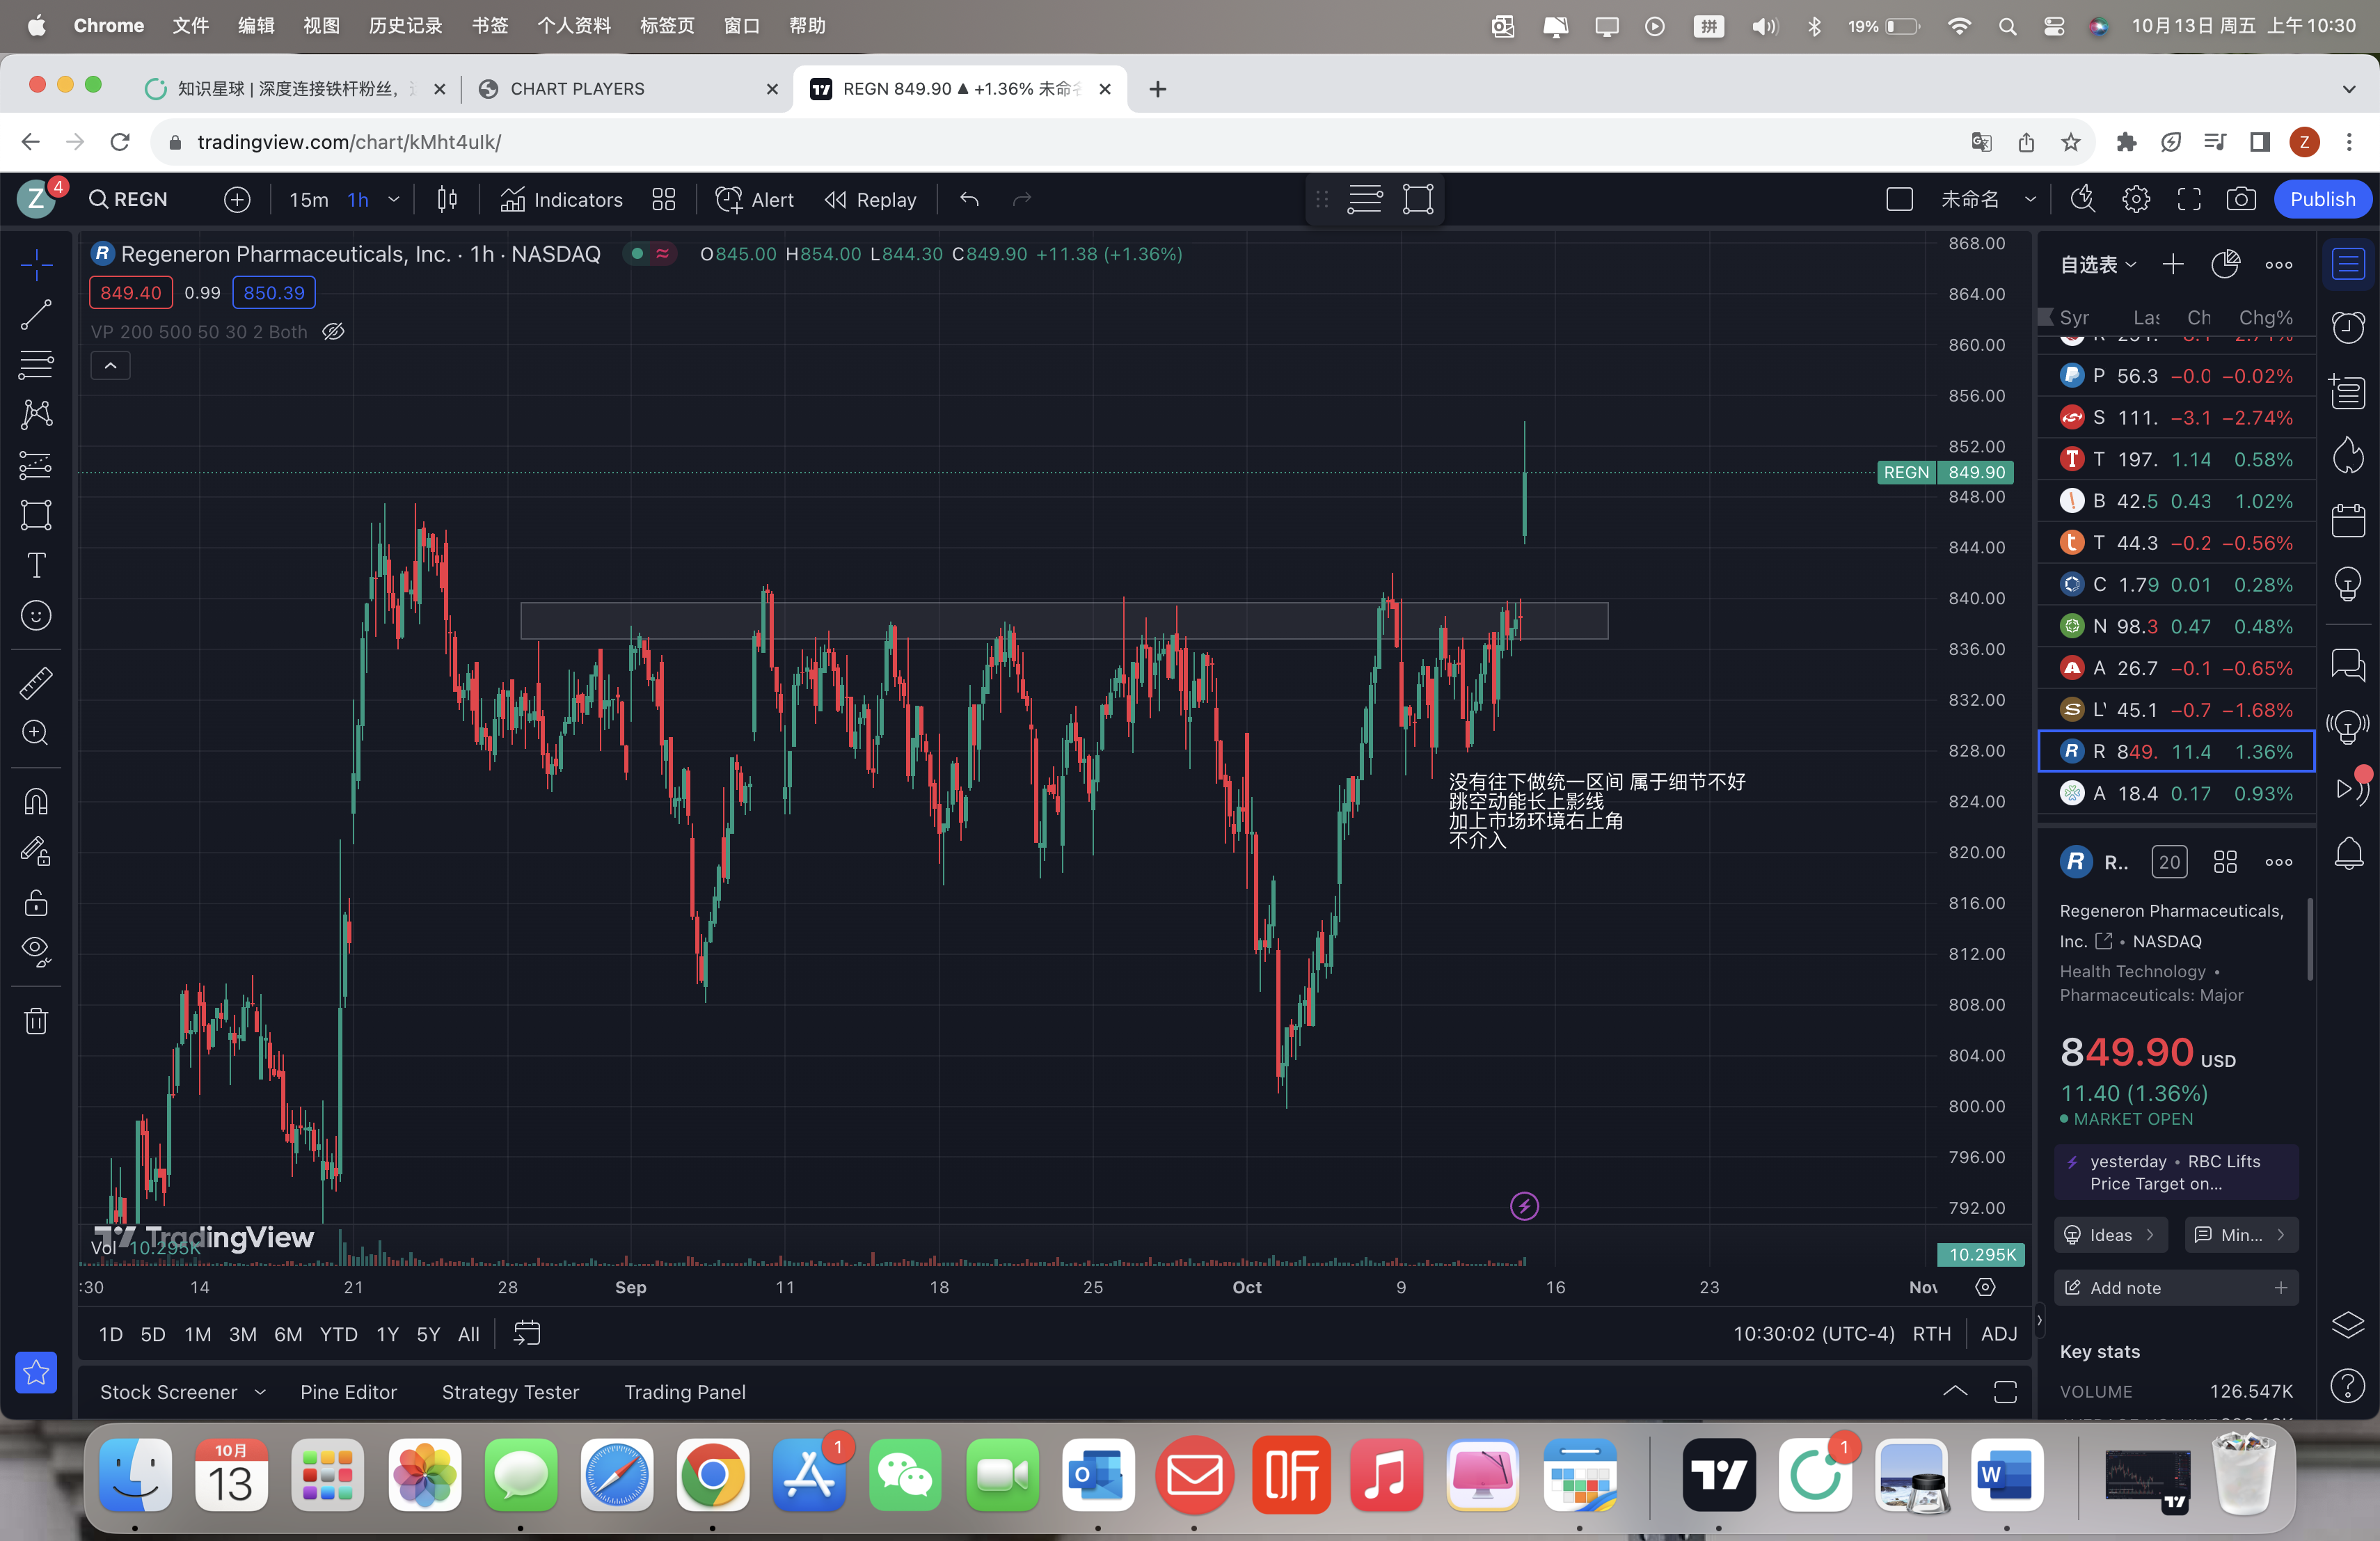 Chrome 文件 编辑 视图 历史记录 书签 个人资料 标签页 窗口 帮助
拼 19% 10月13日 周五 上午10:30
知识星球 | 深度连接铁杆粉丝,
CHART PLAYERS
REGN 849.90 ▲ +1.36% 未命名
tradingview.com/chart/kMht4uIk/
Z
Z 4 REGN 15m 1h Indicators Alert Replay
未命名 Publish
Regeneron Pharmaceuticals, Inc. · 1h · NASDAQ
O845.00 H854.00 L844.30 C849.90 +11.38 (+1.36%)
849.40 0.99 850.39
VP 200 500 50 30 2 Both
868.00
864.00
860.00
856.00
852.00
REGN 849.90
848.00
844.00
840.00
836.00
832.00
828.00
824.00
820.00
816.00
812.00
808.00
804.00
800.00
796.00
792.00
10.295K
没有往下做统一区间 属于细节不好
跳空动能长上影线
加上市场环境右上角
不介入
TradingView
Vol 10.295K
:30 14 21 28 Sep 11 18 25 Oct 9 16 23 Nov
1D 5D 1M 3M 6M YTD 1Y 5Y All
10:30:02 (UTC-4) RTH ADJ
Stock Screener Pine Editor Strategy Tester Trading Panel
自选表
Syr Las Ch Chg%
P 56.3 −0.0 −0.02%
S 111. −3.1 −2.74%
T 197. 1.14 0.58%
B 42.5 0.43 1.02%
T 44.3 −0.2 −0.56%
C 1.79 0.01 0.28%
N 98.3 0.47 0.48%
A 26.7 −0.1 −0.65%
L 45.1 −0.7 −1.68%
R 849. 11.4 1.36%
A 18.4 0.17 0.93%
R R.. 20
Regeneron Pharmaceuticals,
Inc. • NASDAQ
Health Technology •
Pharmaceuticals: Major
849.90 USD
11.40 (1.36%)
MARKET OPEN
yesterday • RBC Lifts
Price Target on...
Ideas Min...
Add note
Key stats
VOLUME 126.547K
10月
13
1
听
1